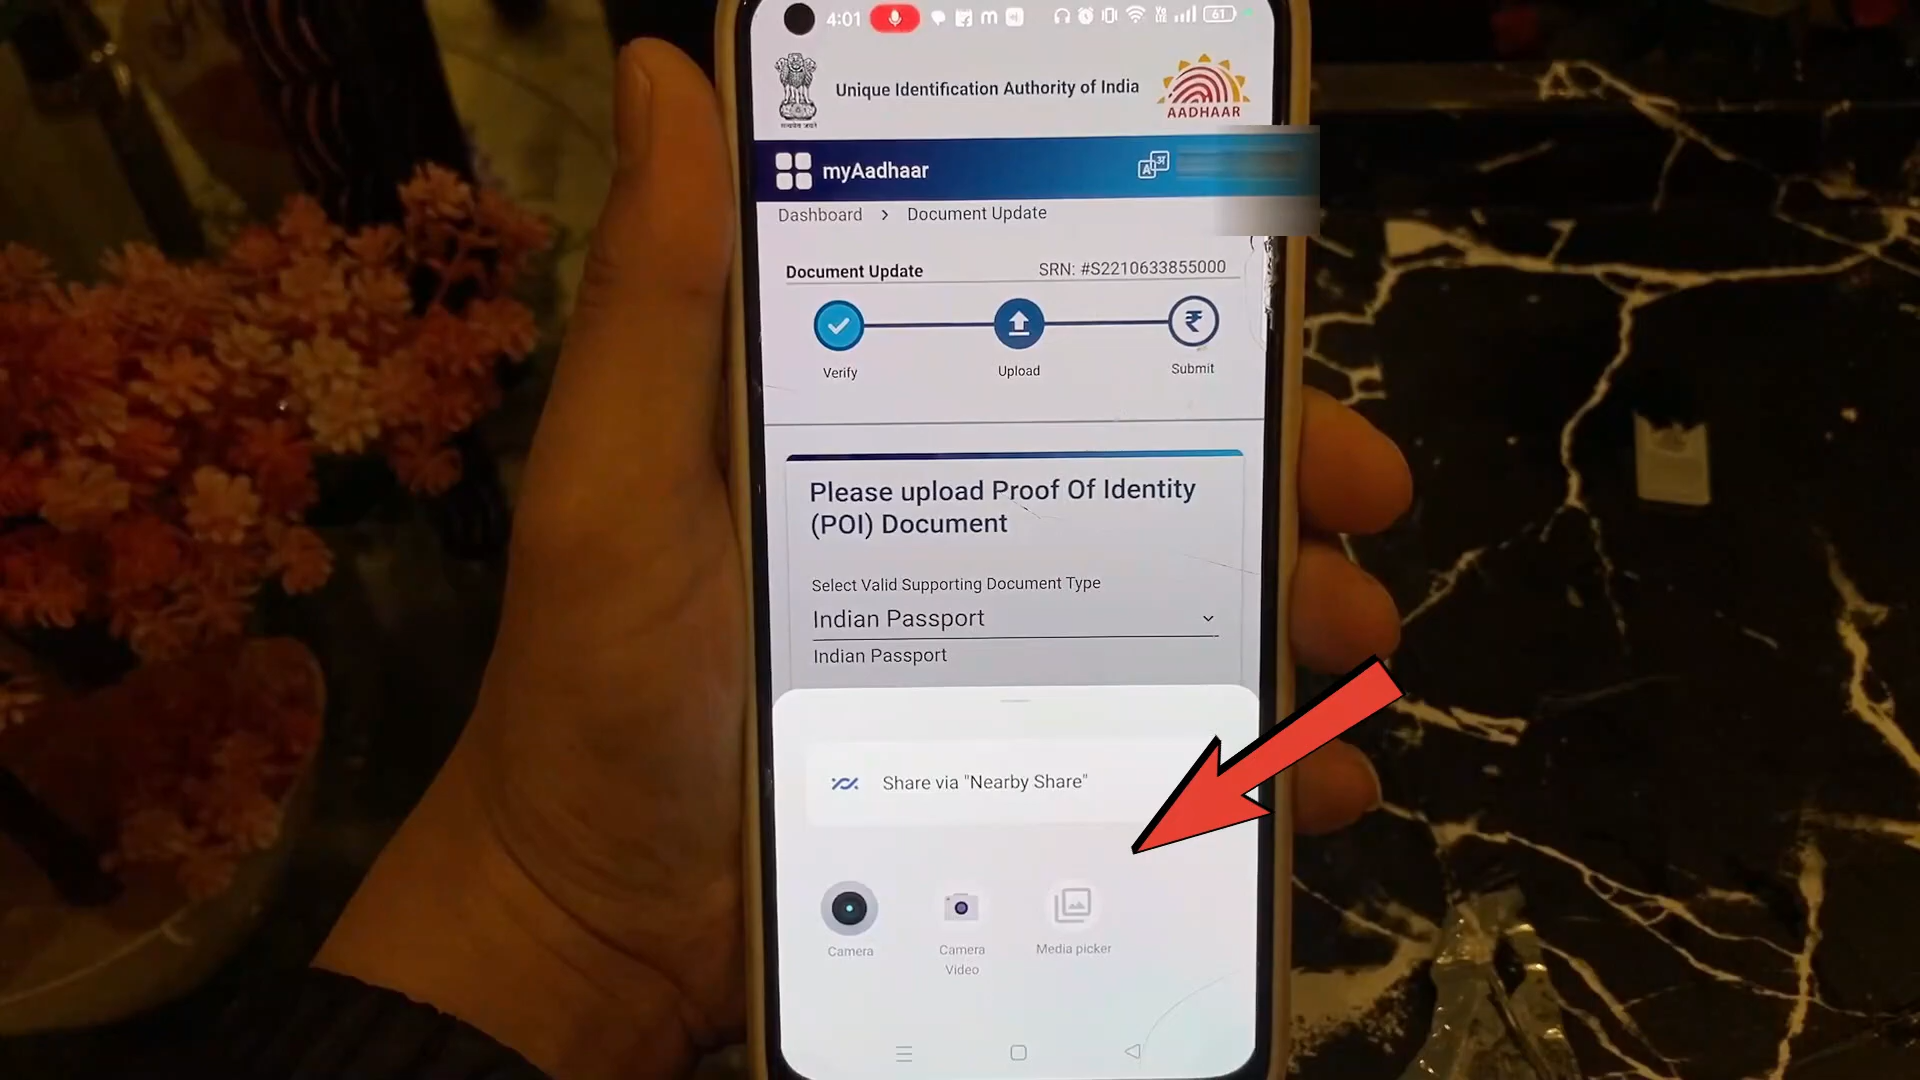 4:01
61
Unique Identification Authority of India
AADHAAR
myAadhaar
Dashboard > Document Update
Document Update
SRN: #S2210633855000
Verify
Upload
Submit
Please upload Proof Of Identity
(POI) Document
Select Valid Supporting Document Type
Indian Passport
Indian Passport
Share via "Nearby Share"
Camera
Camera
Video
Media picker